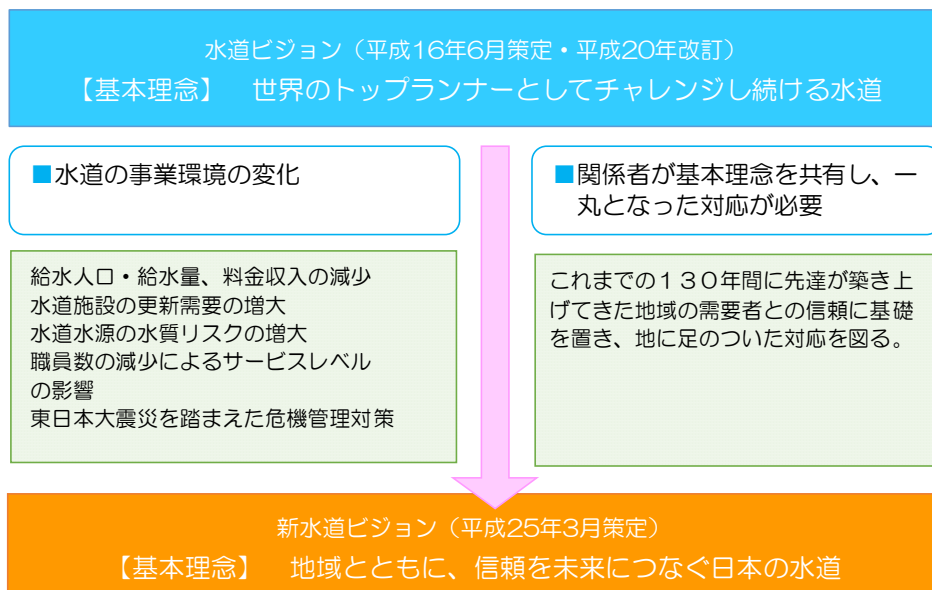 水道ビジョン（平成16年6月策定・平成20年改訂）
【基本理念】　世界のトップランナーとしてチャレンジし続ける水道
■水道の事業環境の変化
給水人口・給水量、料金収入の減少
水道施設の更新需要の増大
水道水源の水質リスクの増大
職員数の減少によるサービスレベル
の影響
東日本大震災を踏まえた危機管理対策
■関係者が基本理念を共有し、一
丸となった対応が必要
これまでの１３０年間に先達が築き上
げてきた地域の需要者との信頼に基礎
を置き、地に足のついた対応を図る。
新水道ビジョン（平成25年3月策定）
【基本理念】　地域とともに、信頼を未来につなぐ日本の水道